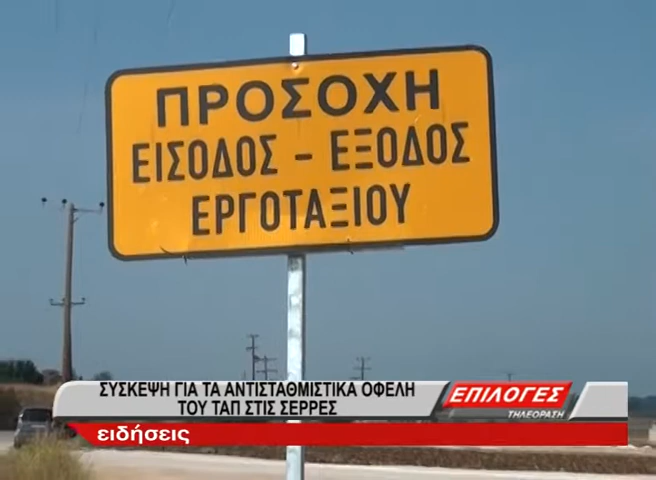 ΠΡΟΣΟΧΗ
ΕΙΣΟΔΟΣ - ΕΞΟΔΟΣ
ΕΡΓΟΤΑΞΙΟΥ
ΣΥΣΚΕΨΗ ΓΙΑ ΤΑ ΑΝΤΙΣΤΑΘΜΙΣΤΙΚΑ ΟΦΕΛΗ
ΤΟΥ ΤΑΠ ΣΤΙΣ ΣΕΡΡΕΣ
ΕΠΙΛΟΓΕΣ
ΤΗΛΕΟΡΑΣΗ
ειδήσεις